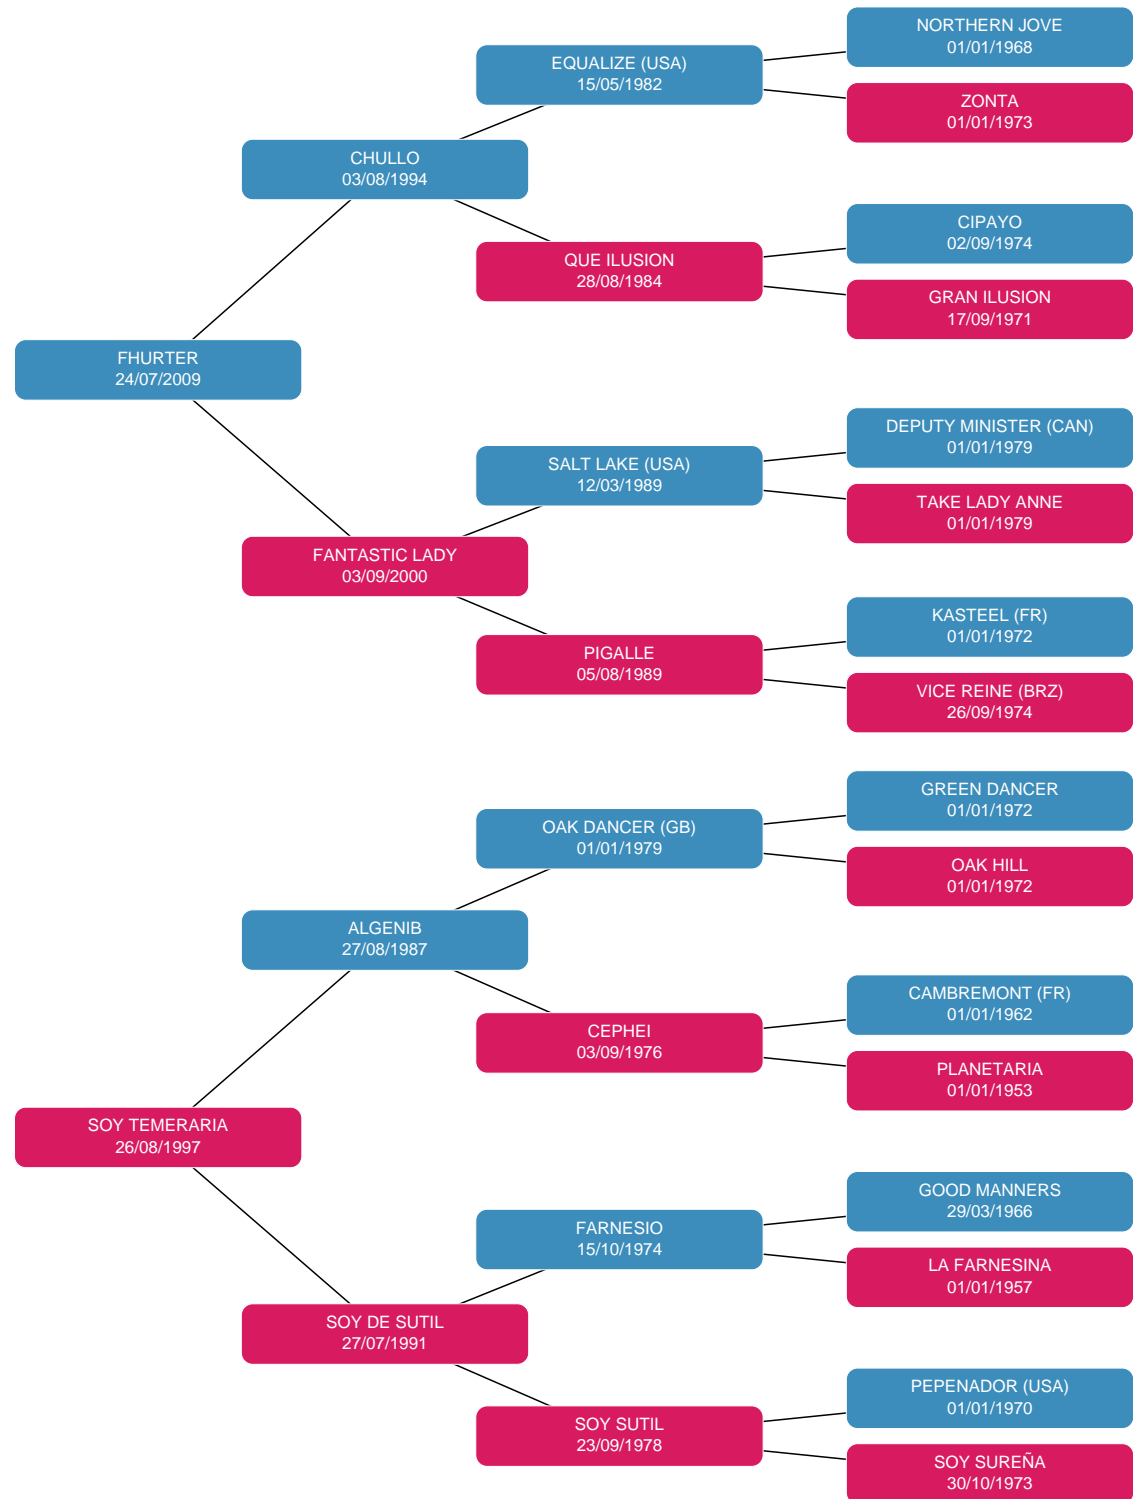 NORTHERN JOVE
01/01/1968
EQUALIZE (USA)
15/05/1982
ZONTA
01/01/1973
CHULLO
03/08/1994
CIPAYO
02/09/1974
QUE ILUSION
28/08/1984
GRAN ILUSION
17/09/1971
FHURTER
24/07/2009
DEPUTY MINISTER (CAN)
01/01/1979
SALT LAKE (USA)
12/03/1989
TAKE LADY ANNE
01/01/1979
FANTASTIC LADY
03/09/2000
KASTEEL (FR)
01/01/1972
PIGALLE
05/08/1989
VICE REINE (BRZ)
26/09/1974
GREEN DANCER
01/01/1972
OAK DANCER (GB)
01/01/1979
OAK HILL
01/01/1972
ALGENIB
27/08/1987
CAMBREMONT (FR)
01/01/1962
CEPHEI
03/09/1976
PLANETARIA
01/01/1953
SOY TEMERARIA
26/08/1997
GOOD MANNERS
29/03/1966
FARNESIO
15/10/1974
LA FARNESINA
01/01/1957
SOY DE SUTIL
27/07/1991
PEPENADOR (USA)
01/01/1970
SOY SUTIL
23/09/1978
SOY SUREÑA
30/10/1973